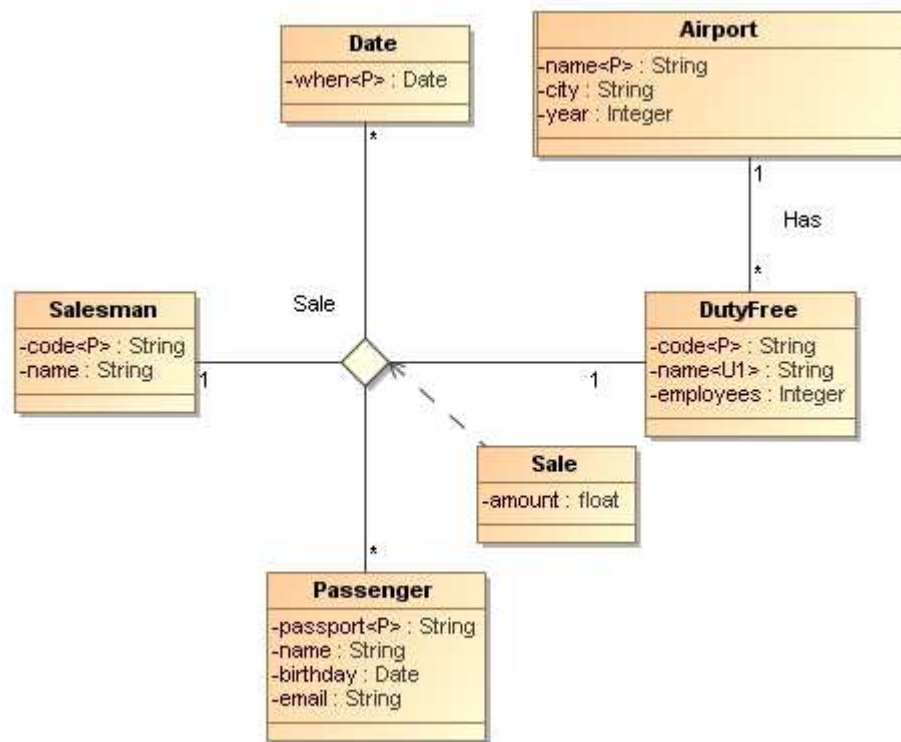 Date
-when<P> : Date
*
Airport
-name<P> : String
-city : String
-year : Integer
1
Has
*
Sale
Salesman
-code<P> : String
-name : String
1
1
DutyFree
-code<P> : String
-name<U1> : String
-employees : Integer
Sale
-amount : float
*
Passenger
-passport<P> : String
-name : String
-birthday : Date
-email : String